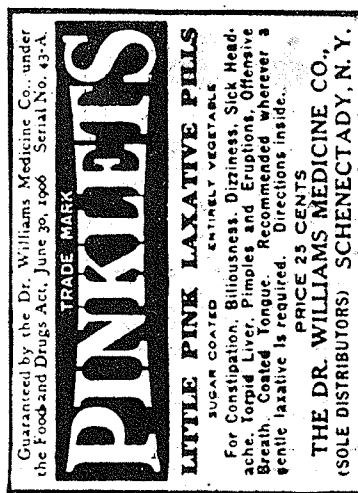 Guaranteed by the Dr. Williams Medicine Co. under
the Food and Drugs Act, June 30, 1906 Serial No. 43-A.
TRADE MARK
PINKLETS
LITTLE PINK LAXATIVE PILLS
SUGAR COATED ENTIRELY VEGETABLE
For Constipation, Biliousness, Dizziness, Sick Head-
ache, Torpid Liver, Pimples and Eruptions, Offensive
Breath, Coated Tongue. Recommended wherever a
gentle laxative is required. Directions inside.
PRICE 25 CENTS
THE DR. WILLIAMS MEDICINE CO.,
(SOLE DISTRIBUTORS) SCHENECTADY, N.Y.